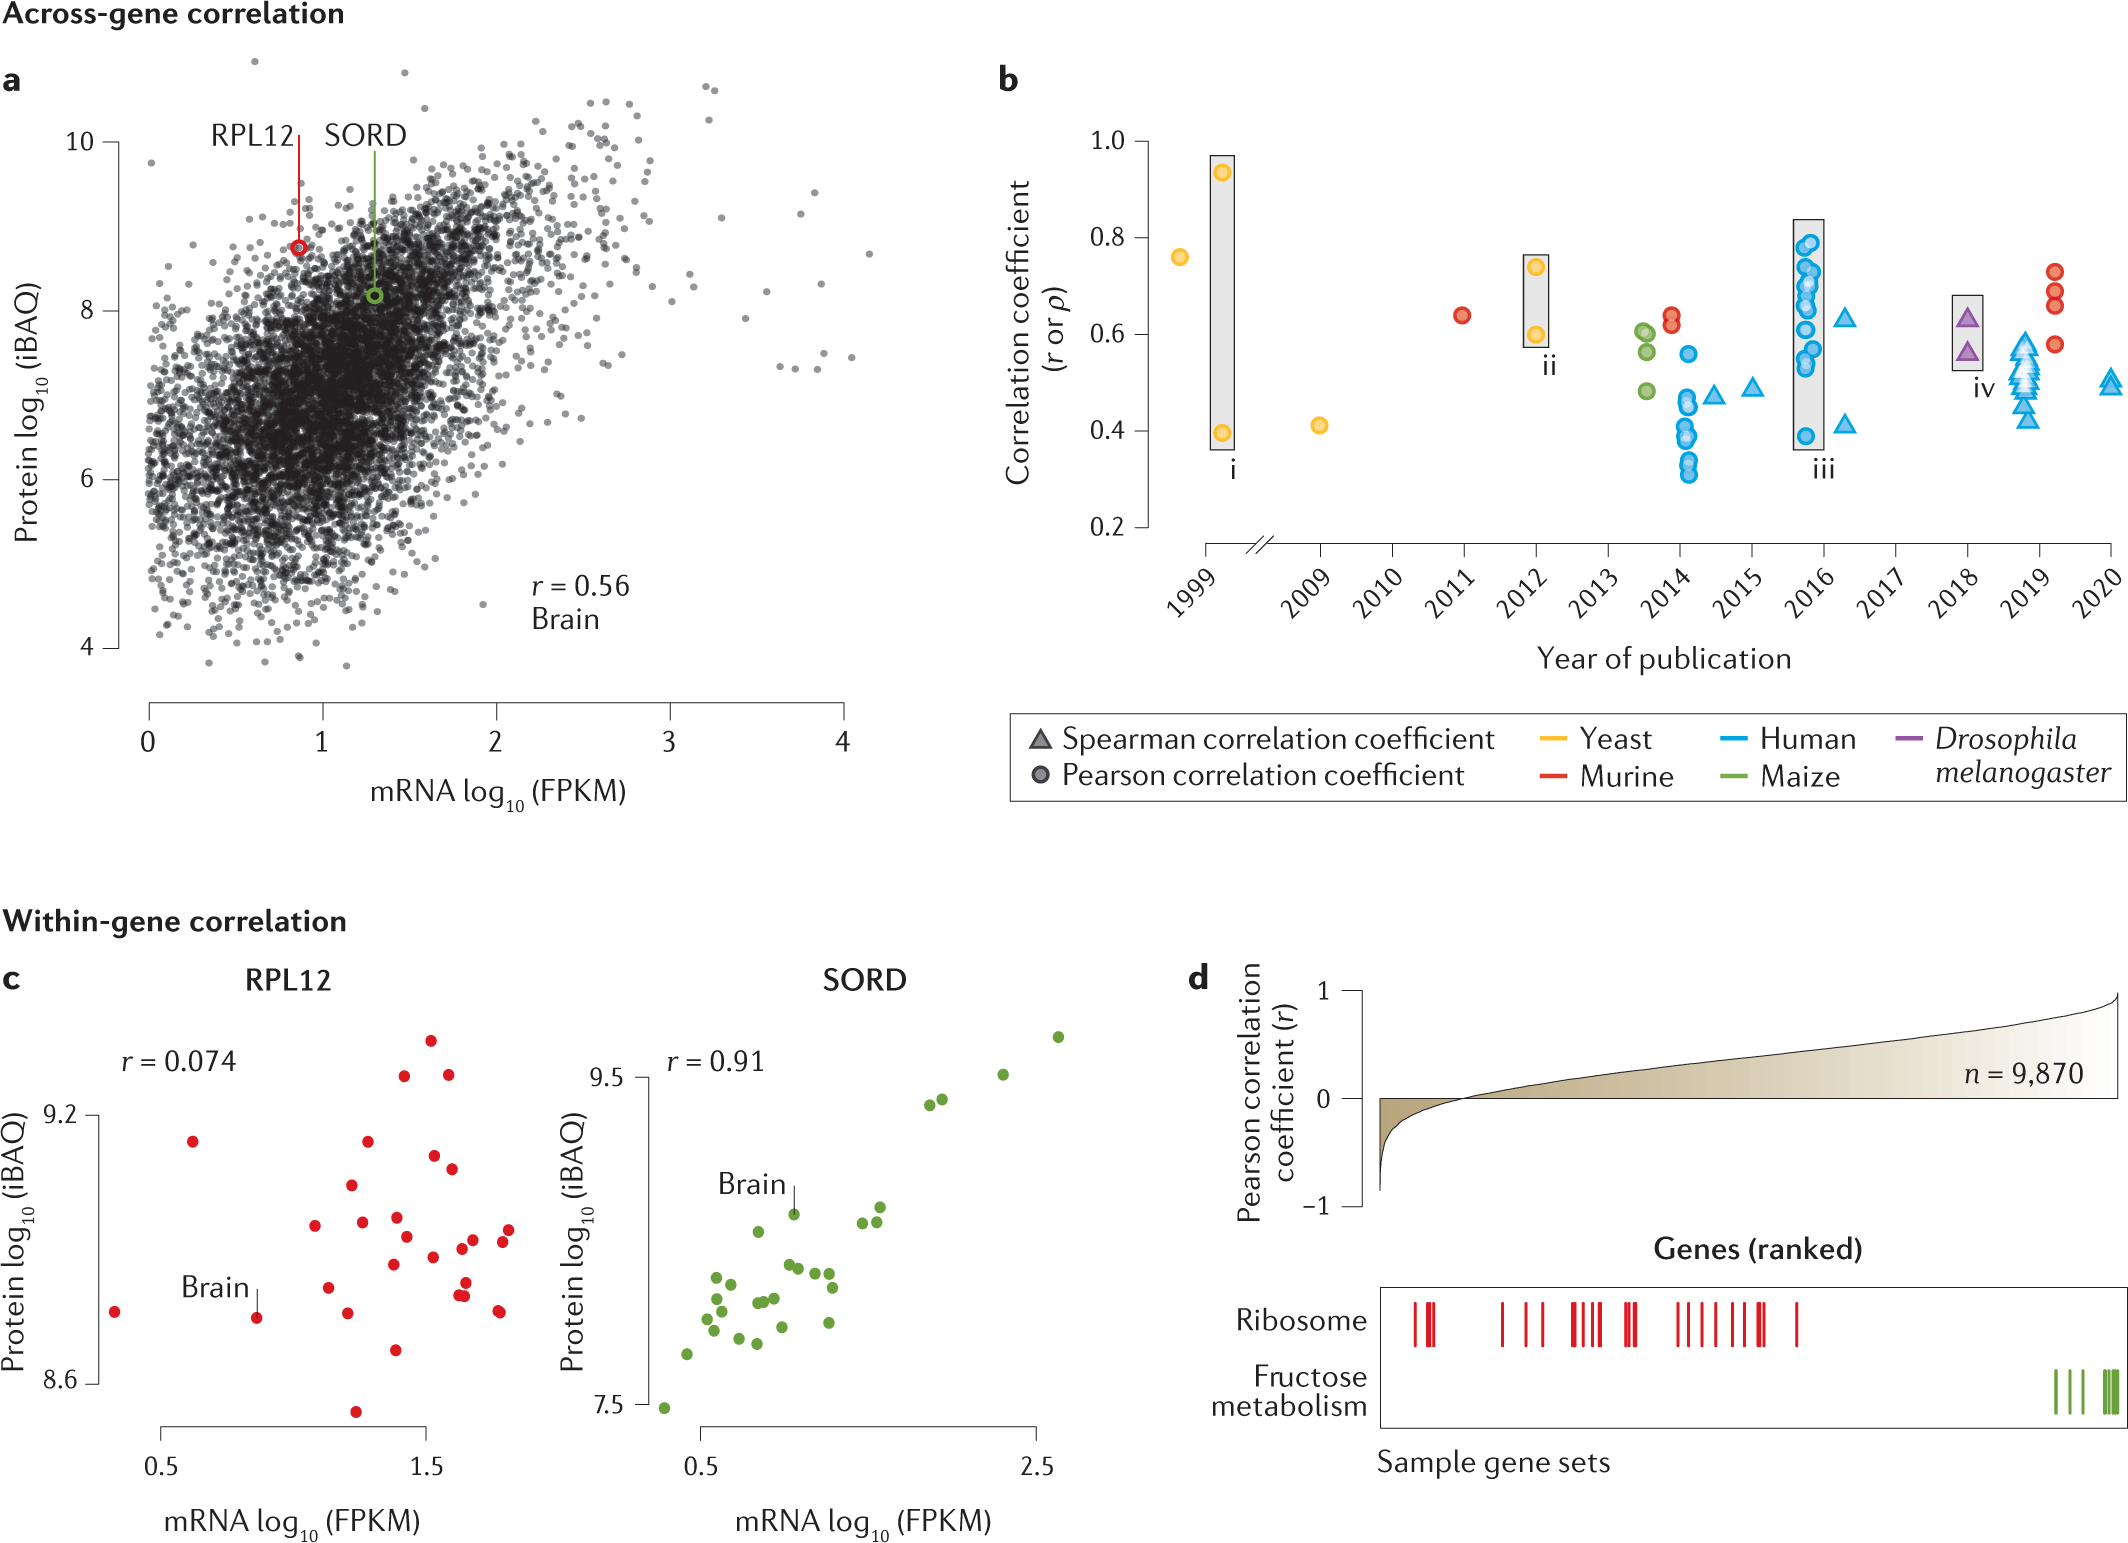 Across-gene correlation
a
RPL12 SORD
10
8
6
4
Protein log10 (iBAQ)
r = 0.56
Brain
0 1 2 3 4
mRNA log10 (FPKM)
b
1.0
0.8
0.6
0.4
0.2
Correlation coefficient
(r or ρ)
i
ii
iii
iv
1999 2009 2010 2011 2012 2013 2014 2015 2016 2017 2018 2019 2020
Year of publication
Spearman correlation coefficient
Pearson correlation coefficient
Yeast
Murine
Human
Maize
Drosophila
melanogaster
Within-gene correlation
c
RPL12
r = 0.074
9.2
8.6
Protein log10 (iBAQ)
Brain
0.5 1.5
mRNA log10 (FPKM)
SORD
r = 0.91
9.5
7.5
Protein log10 (iBAQ)
Brain
0.5 2.5
mRNA log10 (FPKM)
d
Pearson correlation
coefficient (r)
1
0
−1
n = 9,870
Genes (ranked)
Ribosome
Fructose
metabolism
Sample gene sets